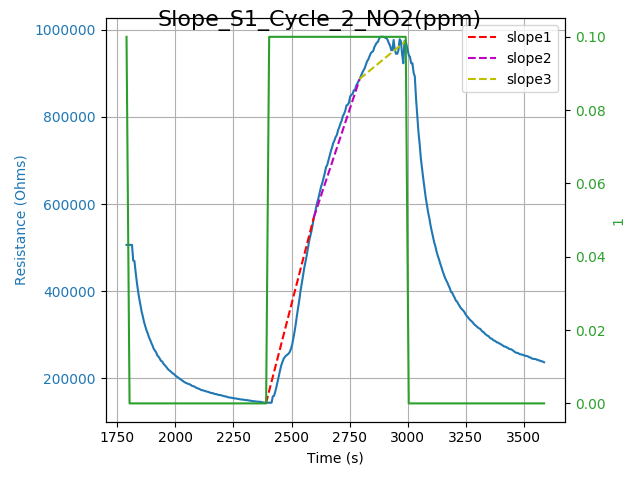 Slope_S1_Cycle_2_NO2(ppm)
slope1
slope2
slope3
1000000
800000
600000
400000
200000
Resistance (Ohms)
0.10
0.08
0.06
0.04
0.02
0.00
1
1750 2000 2250 2500 2750 3000 3250 3500
Time (s)